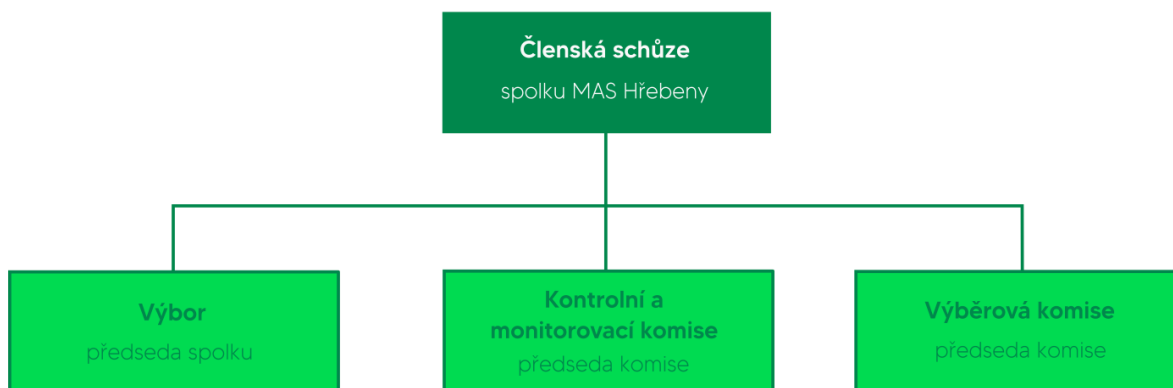 Členská schůze
spolku MAS Hřebeny
Výbor
předseda spolku
Kontrolní a
monitorovací komise
předseda komise
Výběrová komise
předseda komise